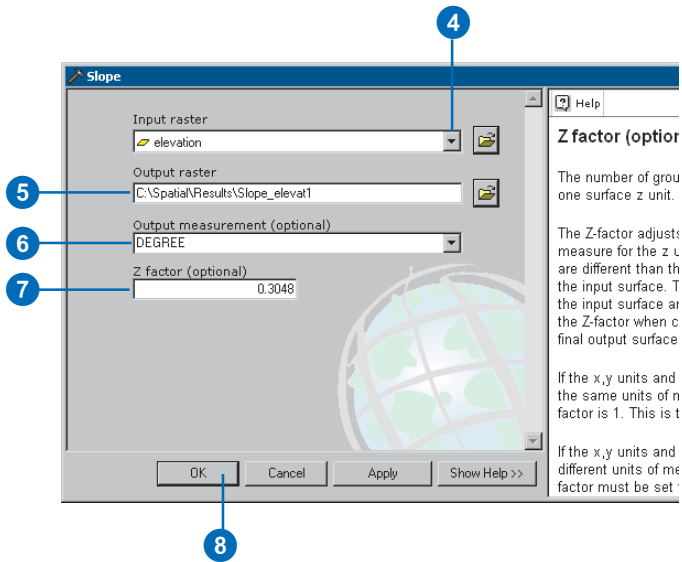 4
Slope
Input raster
elevation
Output raster
5
C:\Spatial\Results\Slope_elevat1
Output measurement (optional)
6
DEGREE
Z factor (optional)
7
0.3048
OK
Cancel
Apply
Show Help >>
8
Help
Z factor (option
The number of grou
one surface z unit.
The Z-factor adjusts
measure for the z u
are different than th
the input surface. T
the input surface an
the Z-factor when c
final output surface
If the x,y units and
the same units of m
factor is 1. This is t
If the x,y units and
different units of me
factor must be set